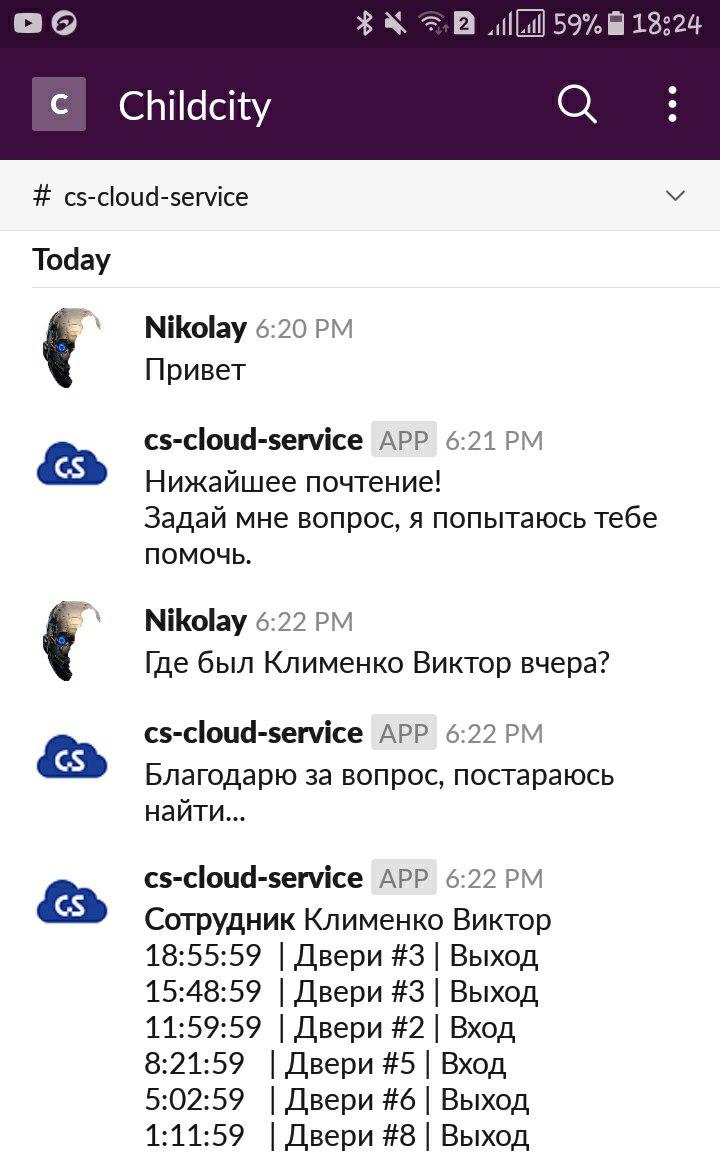 2 59% 18:24
C Childcity
# cs-cloud-service
Today
Nikolay 6:20 PM
Привет
cs-cloud-service APP 6:21 PM
CS
Нижайшее почтение!
Задай мне вопрос, я попытаюсь тебе
помочь.
Nikolay 6:22 PM
Где был Клименко Виктор вчера?
cs-cloud-service APP 6:22 PM
CS
Благодарю за вопрос, постараюсь
найти...
cs-cloud-service APP 6:22 PM
CS
Сотрудник Клименко Виктор
18:55:59 | Двери #3 | Выход
15:48:59 | Двери #3 | Выход
11:59:59 | Двери #2 | Вход
8:21:59 | Двери #5 | Вход
5:02:59 | Двери #6 | Выход
1:11:59 | Двери #8 | Выход